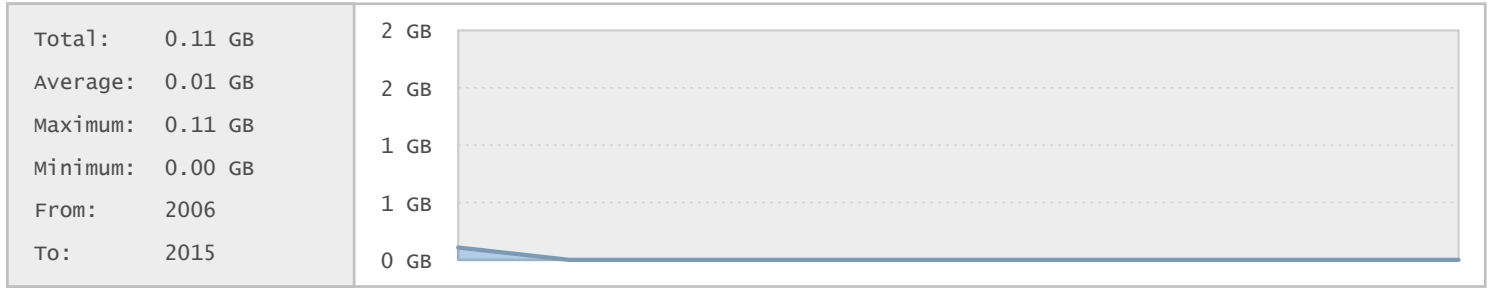 Total: 0.11 GB
Average: 0.01 GB
Maximum: 0.11 GB
Minimum: 0.00 GB
From: 2006
To: 2015
2 GB
2 GB
1 GB
1 GB
0 GB